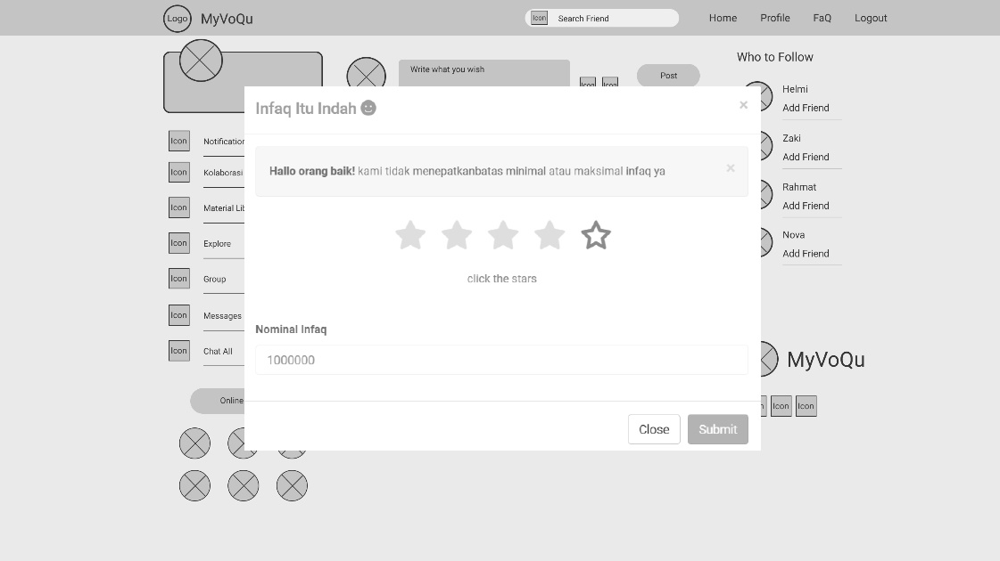 Logo MyVoQu Icon Search Friend Home Profile FaQ Logout
Who to Follow
Write what you wish
Icon Icon
Post
Helmi
Add Friend
Zaki
Add Friend
Rahmat
Add Friend
Nova
Add Friend
Infaq Itu Indah
×
Hallo orang baik! kami tidak menepatkanbatas minimal atau maksimal infaq ya
×
click the stars
Nominal Infaq
1000000
Close Submit
Icon
Icon Kolaborasi
Icon Material
Icon Explore
Icon Group
Icon Messages
Icon Chat All
Online
MyVoQu
Icon Icon